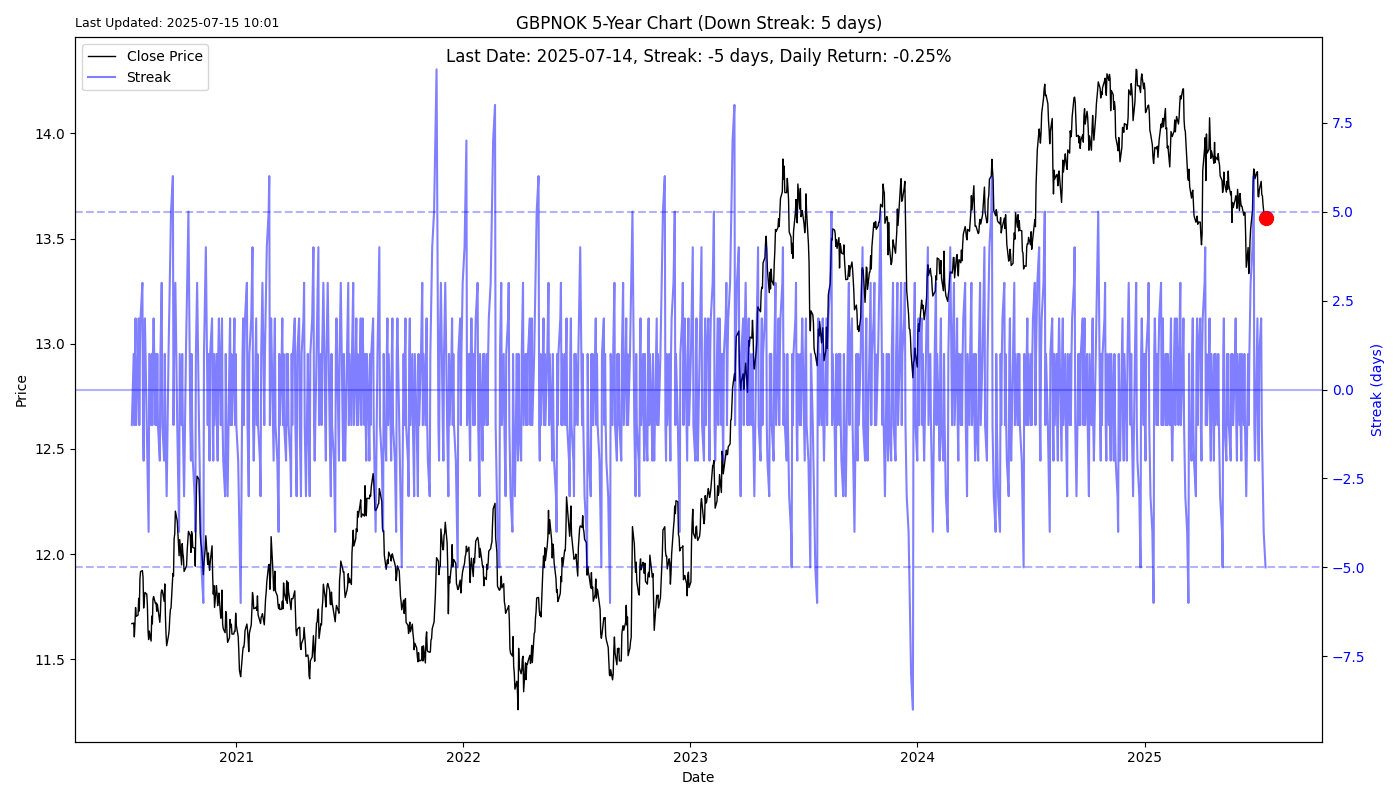 Last Updated: 2025-07-15 10:01
GBPNOK 5-Year Chart (Down Streak: 5 days)
Last Date: 2025-07-14, Streak: -5 days, Daily Return: -0.25%
Close Price
Streak
Price
14.0
13.5
13.0
12.5
12.0
11.5
7.5
5.0
2.5
0.0
−2.5
−5.0
−7.5
Streak (days)
2021
2022
2023
2024
2025
Date